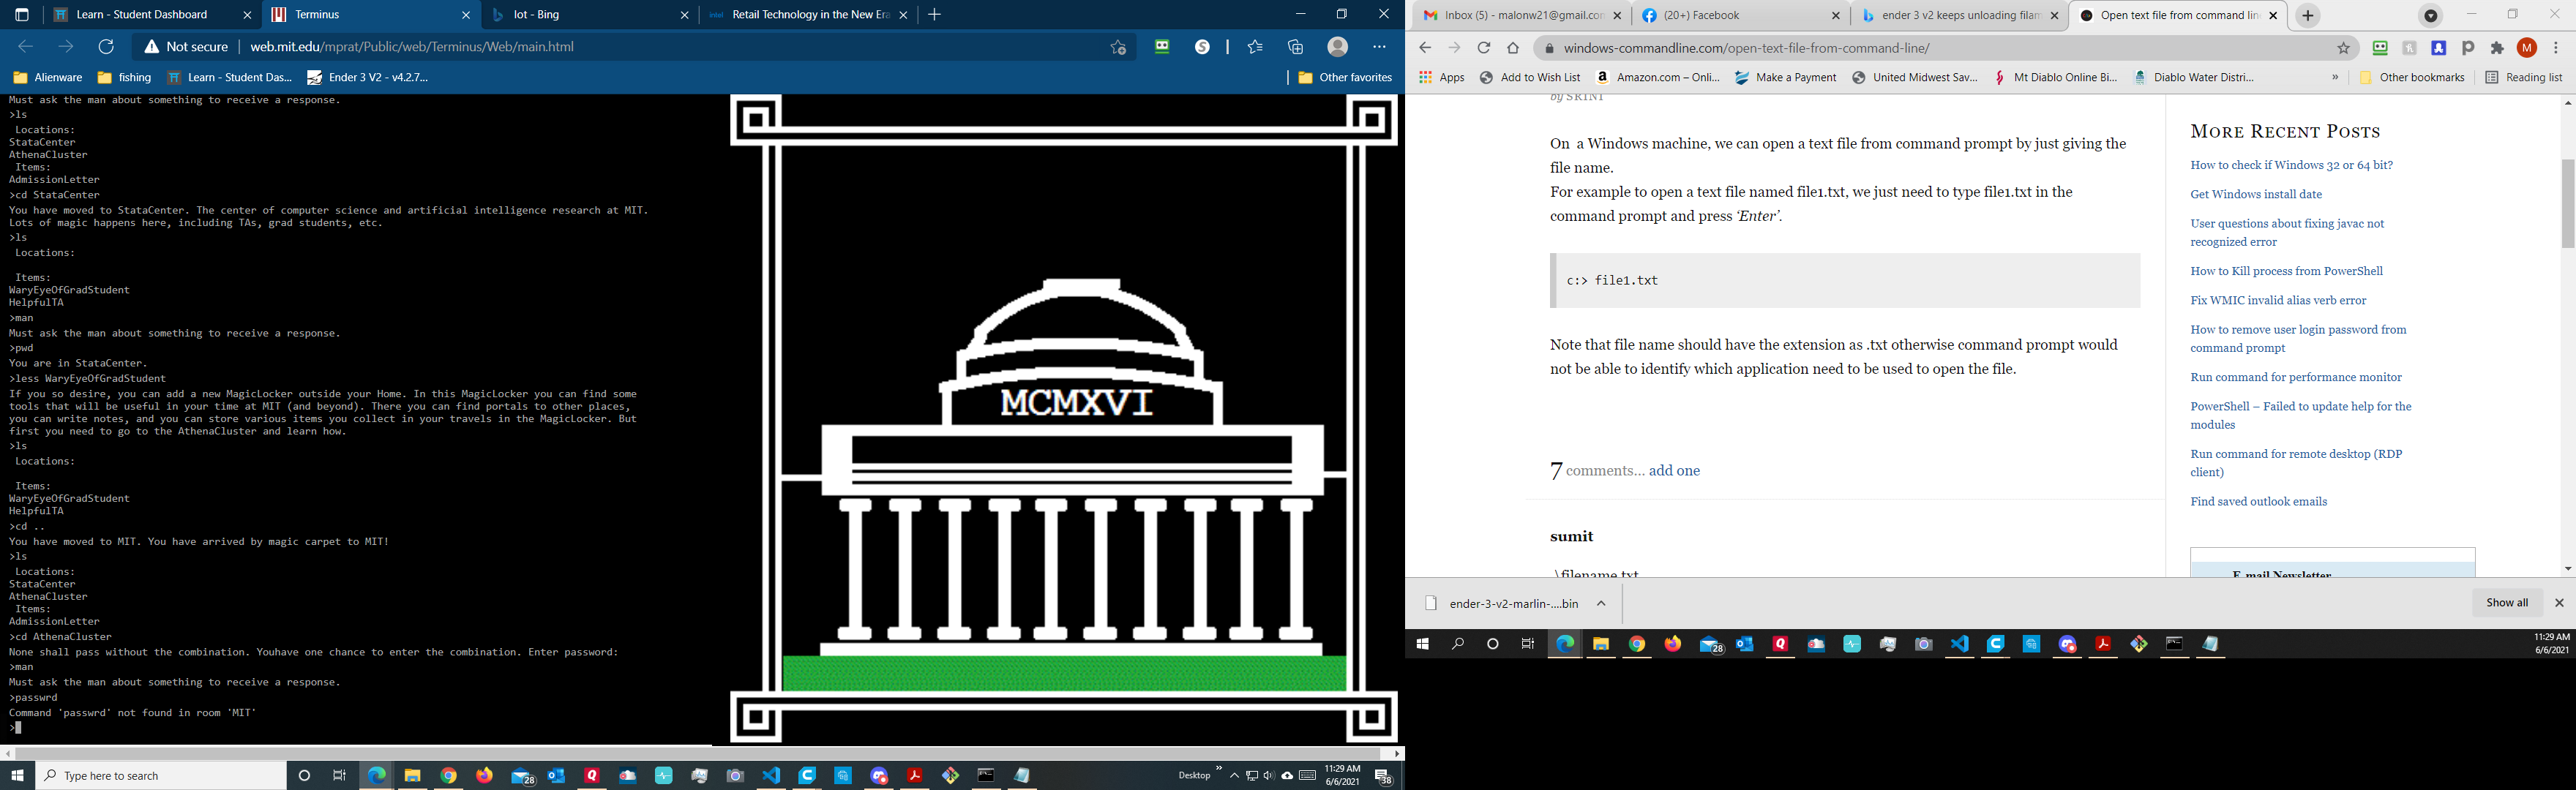 Learn - Student Dashboard
Terminus
Iot - Bing
Retail Technology in the New Era
Not secure
web.mit.edu/mprat/Public/web/Terminus/Web/main.html
Alienware
fishing
Learn - Student Das...
Ender 3 V2 - v4.2.7...
Other favorites
Must ask the man about something to receive a response.
>ls
Locations:
StataCenter
AthenaCluster
Items:
AdmissionLetter
>cd StataCenter
You have moved to StataCenter. The center of computer science and artificial intelligence research at MIT.
Lots of magic happens here, including TAs, grad students, etc.
>ls
Locations:
Items:
WaryEyeOfGradStudent
HelpfulTA
>man
Must ask the man about something to receive a response.
>pwd
You are in StataCenter.
>less WaryEyeOfGradStudent
If you so desire, you can add a new MagicLocker outside your Home. In this MagicLocker you can find some
tools that will be useful in your time at MIT (and beyond). There you can find portals to other places,
you can write notes, and you can store various items you collect in your travels in the MagicLocker. But
first you need to go to the AthenaCluster and learn how.
>ls
Locations:
Items:
WaryEyeOfGradStudent
HelpfulTA
>cd ..
You have moved to MIT. You have arrived by magic carpet to MIT!
>ls
Locations:
StataCenter
AthenaCluster
Items:
AdmissionLetter
>cd AthenaCluster
None shall pass without the combination. Youhave one chance to enter the combination. Enter password:
>man
Must ask the man about something to receive a response.
>passwrd
Command 'passwrd' not found in room 'MIT'
>
MCMXVI
Type here to search
28
Desktop
11:29 AM
6/6/2021
38
Inbox (5) - malonw21@gmail.com
(20+) Facebook
ender 3 v2 keeps unloading filam
Open text file from command line
windows-commandline.com/open-text-file-from-command-line/
M
Apps
Add to Wish List
Amazon.com – Onli...
Make a Payment
United Midwest Sav...
Mt Diablo Online Bi...
Diablo Water Distri...
»
Other bookmarks
Reading list
by SRINI
On a Windows machine, we can open a text file from command prompt by just giving the
file name.
For example to open a text file named file1.txt, we just need to type file1.txt in the
command prompt and press ‘Enter’.
c:> file1.txt
Note that file name should have the extension as .txt otherwise command prompt would
not be able to identify which application need to be used to open the file.
7 comments… add one
sumit
.\filename.txt
MORE RECENT POSTS
How to check if Windows 32 or 64 bit?
Get Windows install date
User questions about fixing javac not
recognized error
How to Kill process from PowerShell
Fix WMIC invalid alias verb error
How to remove user login password from
command prompt
Run command for performance monitor
PowerShell – Failed to update help for the
modules
Run command for remote desktop (RDP
client)
Find saved outlook emails
E-mail Newsletter
ender-3-v2-marlin-....bin
Show all
28
11:29 AM
6/6/2021